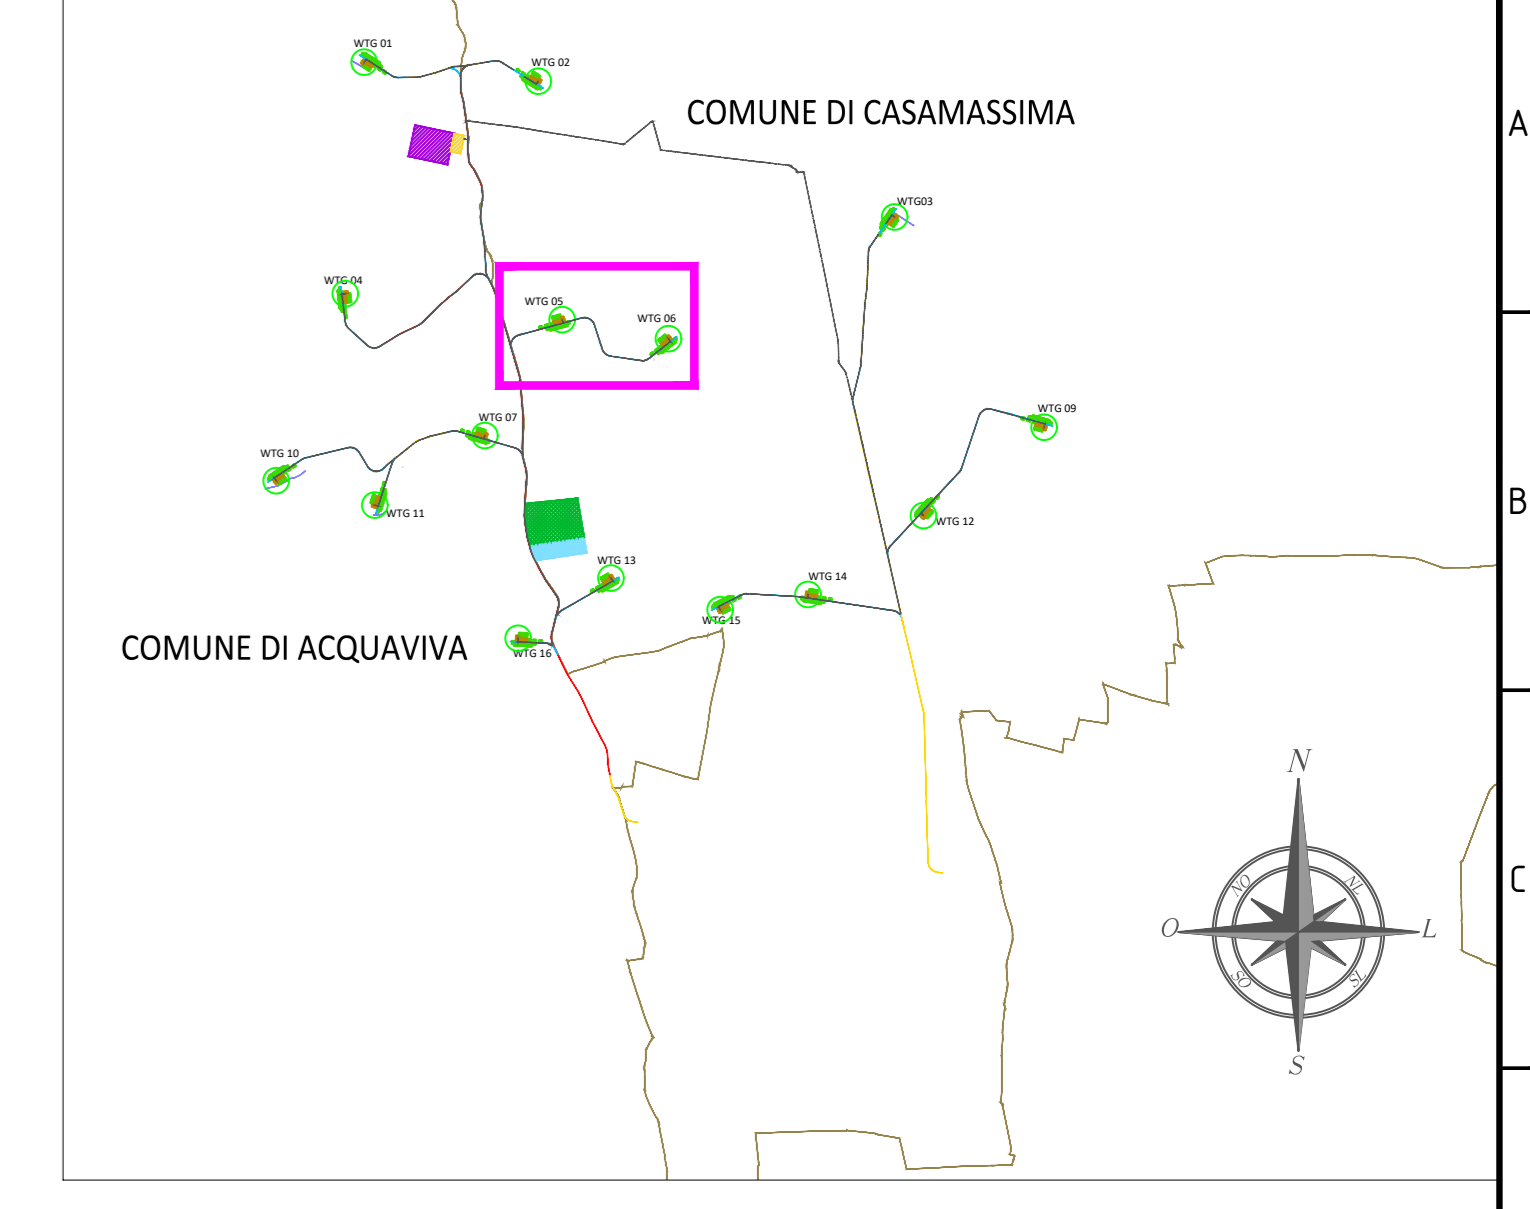 WTG 01
WTG 02
COMUNE DI CASAMASSIMA
A
WTG03
WTG 04
WTG 05
WTG 06
WTG 09
WTG 07
WTG 10
WTG 11
B
WTG 12
WTG 13
WTG 14
WTG 15
COMUNE DI ACQUAVIVA
WTG 16
N
C
NO
NL
O
L
SO
SL
S